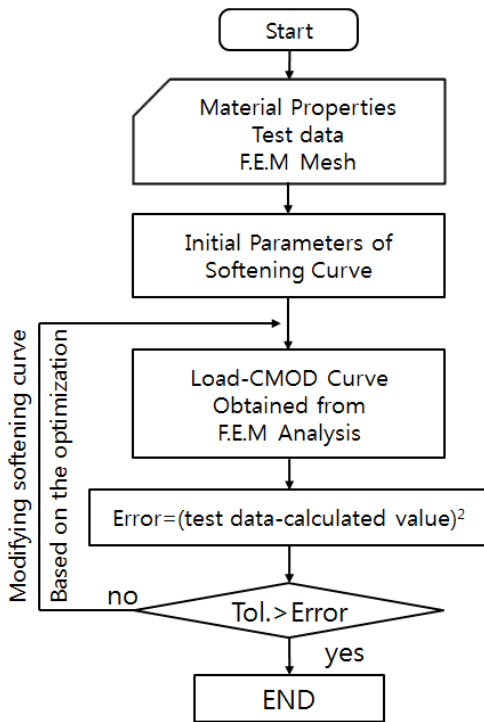 Start
Material Properties
Test data
F.E.M Mesh
Initial Parameters of
Softening Curve
Modifying softening curve
Based on the optimization
Load-CMOD Curve
Obtained from
F.E.M Analysis
Error=(test data-calculated value)²
no
Tol.>Error
yes
END